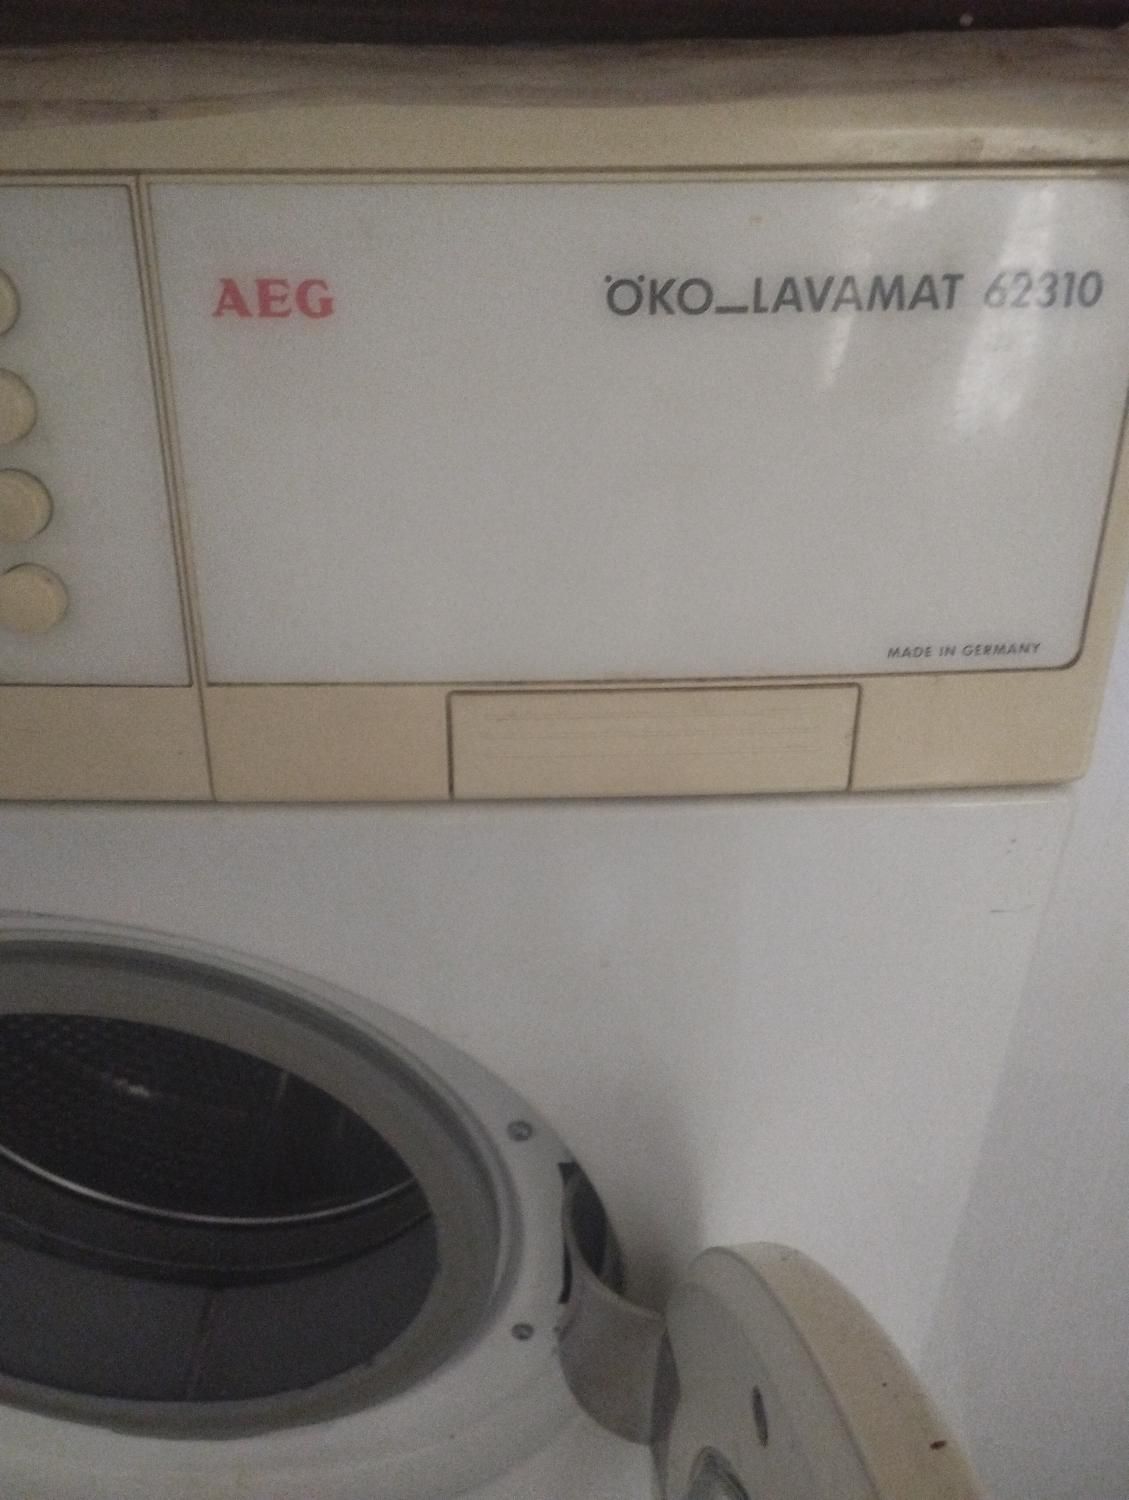 AEG
ÖKO_LAVAMAT 62310
MADE IN GERMANY